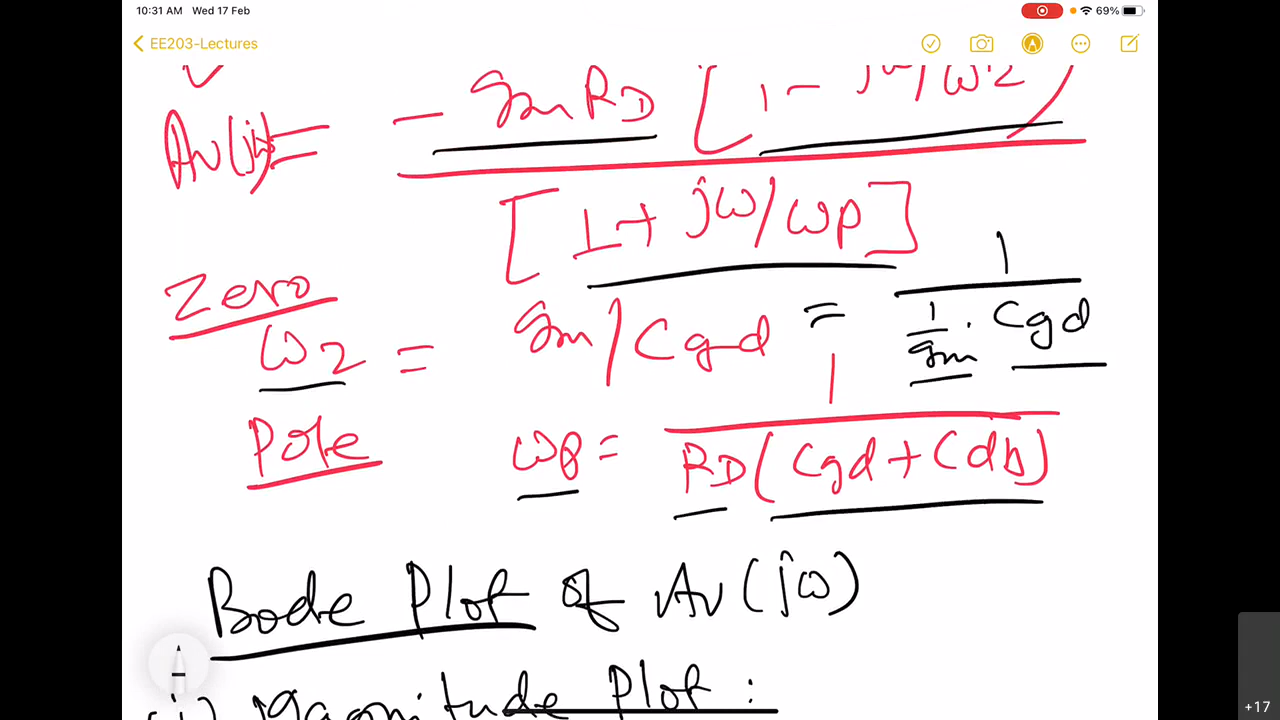 10:31 AM Wed 17 Feb 69%
EE203-Lectures
Av(jω) = - gmRD [1 - jω/ωz]
[1 + jω/ωp]
Zero
ωz = gm/Cgd = 1 / (1/gm . Cgd)
Pole ωp = 1 / RD(Cgd + Cdb)
Bode Plot of Av(jω)
(i) Magnitude Plot :
+17